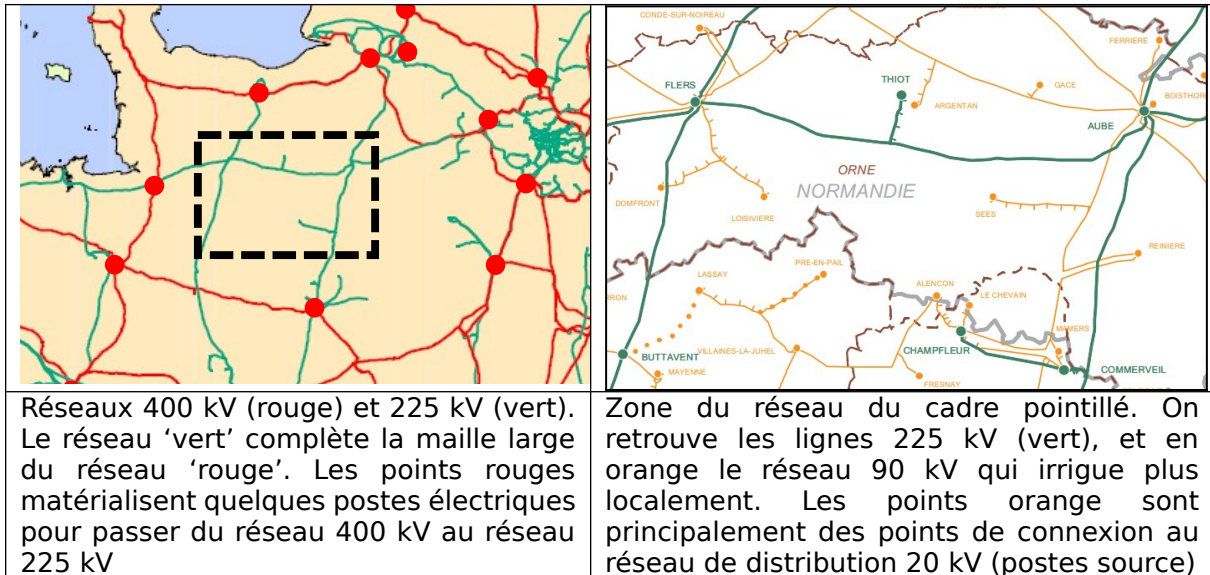 CONDE-SUR-NOIREAU
FERRIERE
FLERS
THIOT
GACE
BOISTHOR
ARGENTAN
AUBE
ORNE
NORMANDIE
DOMFRONT
LOISIVIERE
SEES
REINIERE
PRE-EN-PAIL
LASSAY
ALENCON
LE CHEVAIN
IRON
MAMERS
CHAMPFLEUR
BUTTAVENT
VILLAINES-LA-JUHEL
MAYENNE
FRESNAY
COMMERVEIL
Réseaux 400 kV (rouge) et 225 kV (vert).
Le réseau ‘vert’ complète la maille large
du réseau ‘rouge’. Les points rouges
matérialisent quelques postes électriques
pour passer du réseau 400 kV au réseau
225 kV
Zone du réseau du cadre pointillé. On
retrouve les lignes 225 kV (vert), et en
orange le réseau 90 kV qui irrigue plus
localement. Les points orange sont
principalement des points de connexion au
réseau de distribution 20 kV (postes source)